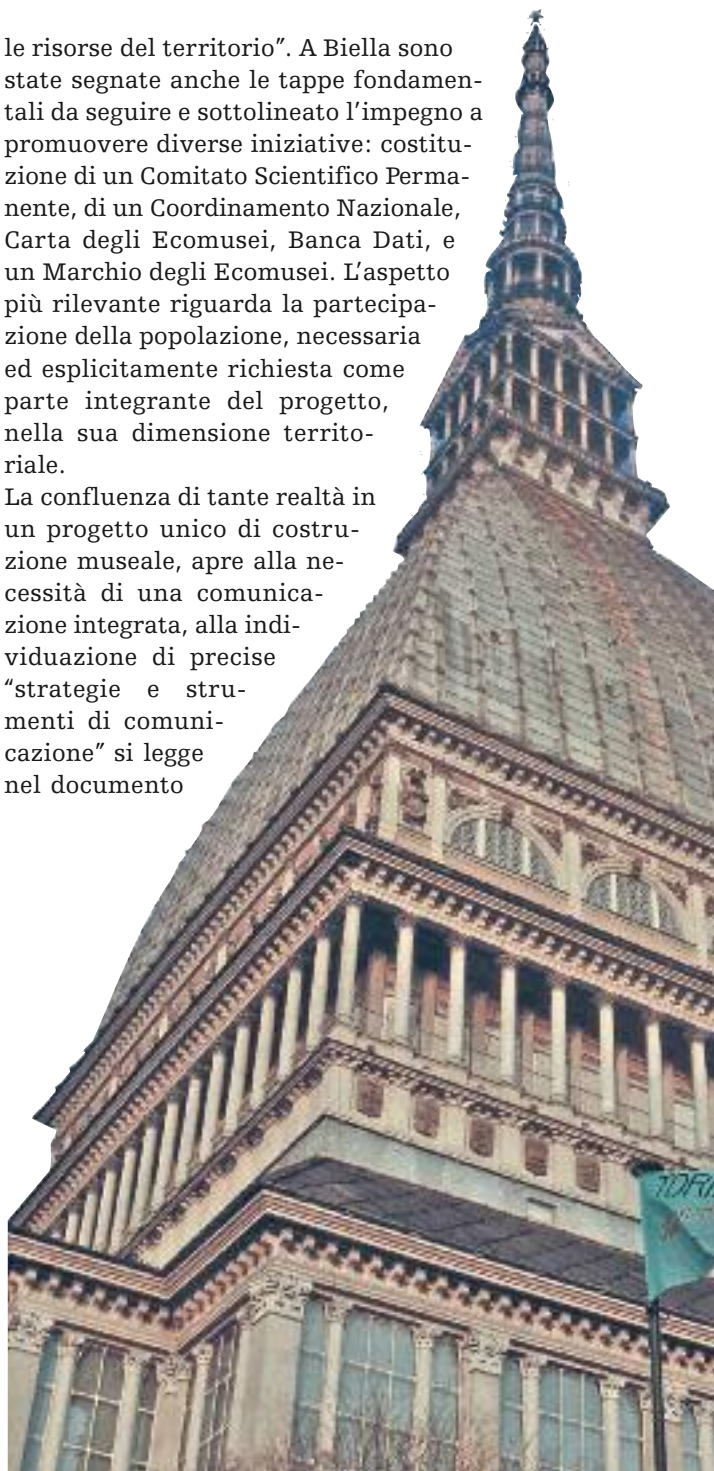 le risorse del territorio”. A Biella sono
state segnate anche le tappe fondamen-
tali da seguire e sottolineato l’impegno a
promuovere diverse iniziative: costitu-
zione di un Comitato Scientifico Perma-
nente, di un Coordinamento Nazionale,
Carta degli Ecomusei, Banca Dati, e
un Marchio degli Ecomusei. L’aspetto
più rilevante riguarda la partecipa-
zione della popolazione, necessaria
ed esplicitamente richiesta come
parte integrante del progetto,
nella sua dimensione territo-
riale.
La confluenza di tante realtà in
un progetto unico di costru-
zione museale, apre alla ne-
cessità di una comunica-
zione integrata, alla indi-
viduazione di precise
“strategie e stru-
menti di comuni-
cazione” si legge
nel documento